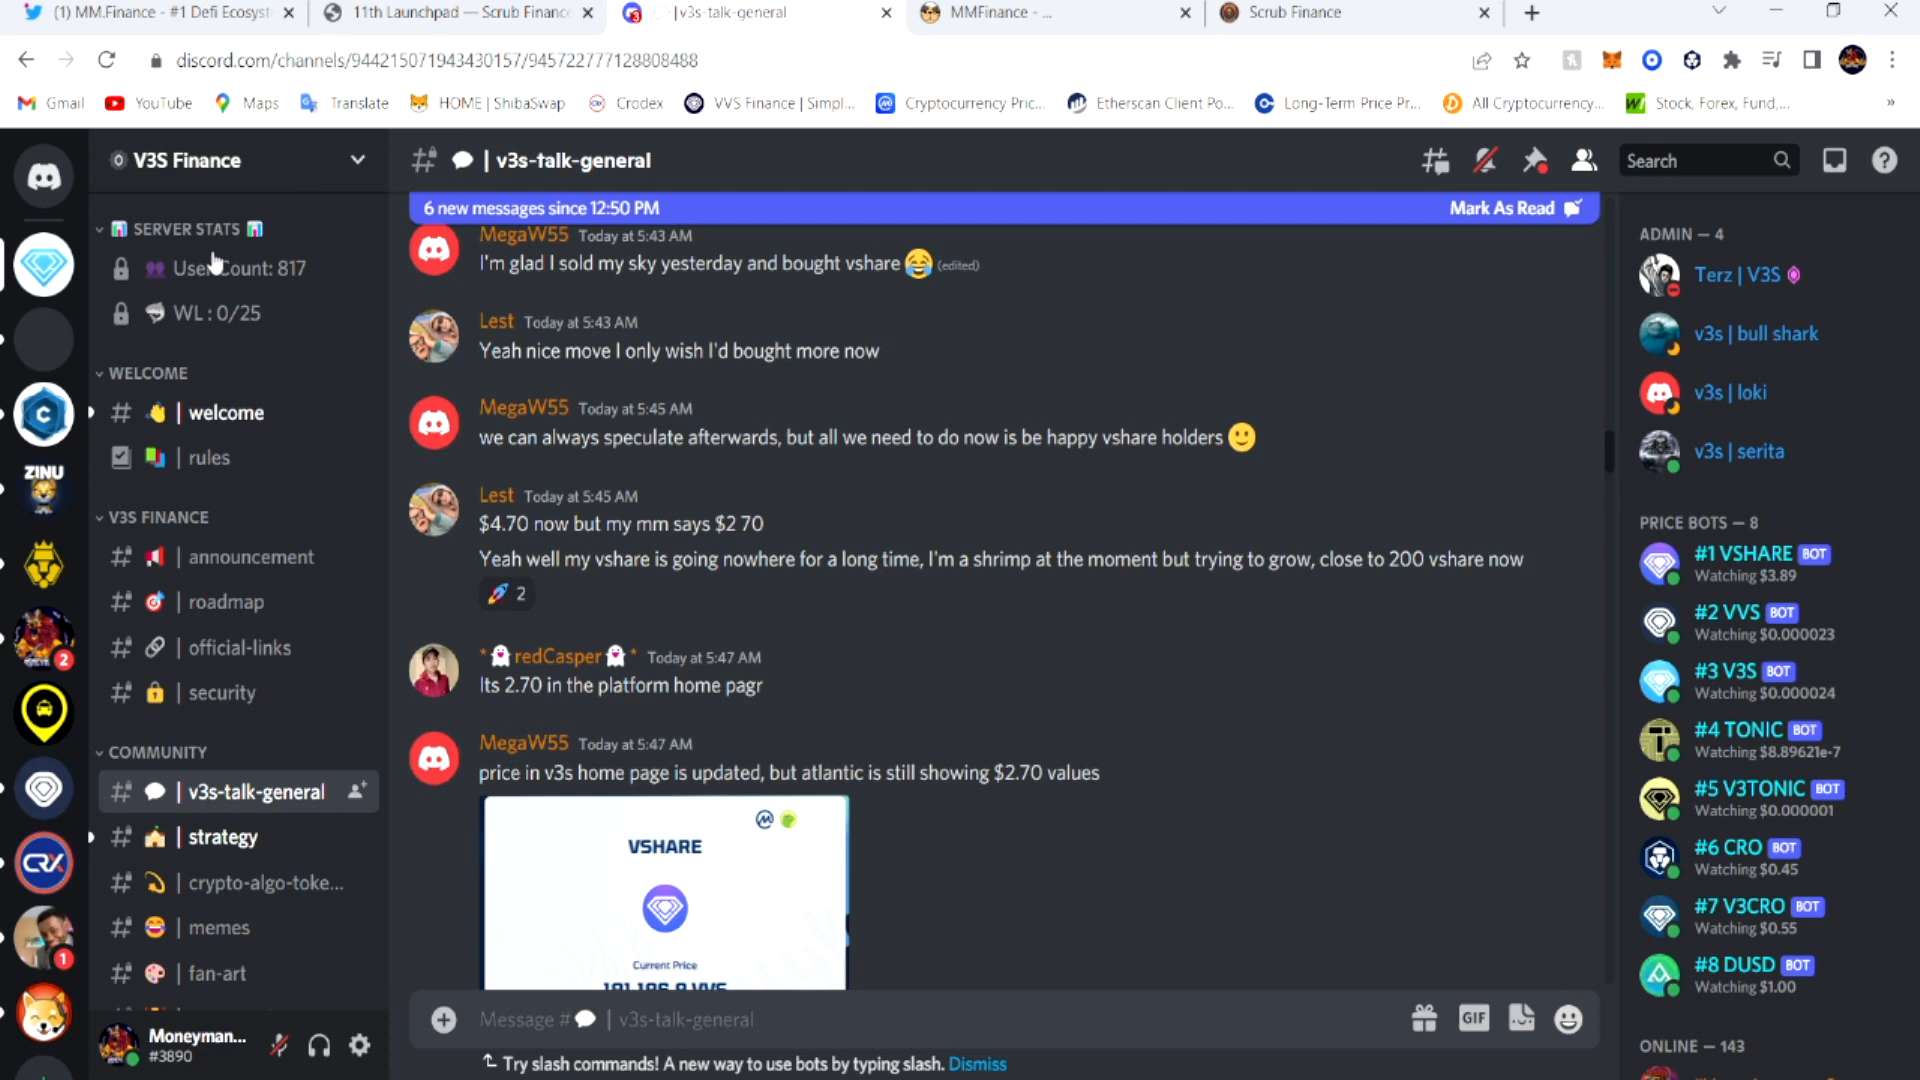 (1) MM.Finance - #1 Defi Ecosyst
11th Launchpad — Scrub Finance
3
| v3s-talk-general
MMFinance - ...
Scrub Finance
discord.com/channels/944215071943430157/945722777128808488
Gmail
YouTube
Maps
Translate
HOME | ShibaSwap
Crodex
VVS Finance | Simpl...
Cryptocurrency Pric...
Etherscan Client Po...
Long-Term Price Pr...
All Cryptocurrency...
Stock, Forex, Fund,...
»
V3S Finance
SERVER STATS
User Count: 817
WL : 0/25
WELCOME
| welcome
| rules
V3S FINANCE
| announcement
| roadmap
| official-links
| security
COMMUNITY
| v3s-talk-general
| strategy
| crypto-algo-toke...
| memes
| fan-art
ZINU
C
2
CRX
1
Moneyman...
#3890
| v3s-talk-general
Search
6 new messages since 12:50 PM
Mark As Read
MegaW55 Today at 5:43 AM
I'm glad I sold my sky yesterday and bought vshare 😂 (edited)
Lest Today at 5:43 AM
Yeah nice move I only wish I'd bought more now
MegaW55 Today at 5:45 AM
we can always speculate afterwards, but all we need to do now is be happy vshare holders 🙂
Lest Today at 5:45 AM
$4.70 now but my mm says $2 70
Yeah well my vshare is going nowhere for a long time, I'm a shrimp at the moment but trying to grow, close to 200 vshare now
🚀 2
*👻redCasper👻* Today at 5:47 AM
Its 2.70 in the platform home pagr
MegaW55 Today at 5:47 AM
price in v3s home page is updated, but atlantic is still showing $2.70 values
VSHARE
Current Price
Message # 💬 | v3s-talk-general
GIF
Try slash commands! A new way to use bots by typing slash. Dismiss
ADMIN — 4
Terz | V3S
v3s | bull shark
v3s | loki
v3s | serita
PRICE BOTS — 8
#1 VSHARE BOT
Watching $3.89
#2 VVS BOT
Watching $0.000023
#3 V3S BOT
Watching $0.000024
#4 TONIC BOT
Watching $8.89621e-7
#5 V3TONIC BOT
Watching $0.000001
#6 CRO BOT
Watching $0.45
#7 V3CRO BOT
Watching $0.55
#8 DUSD BOT
Watching $1.00
ONLINE — 143